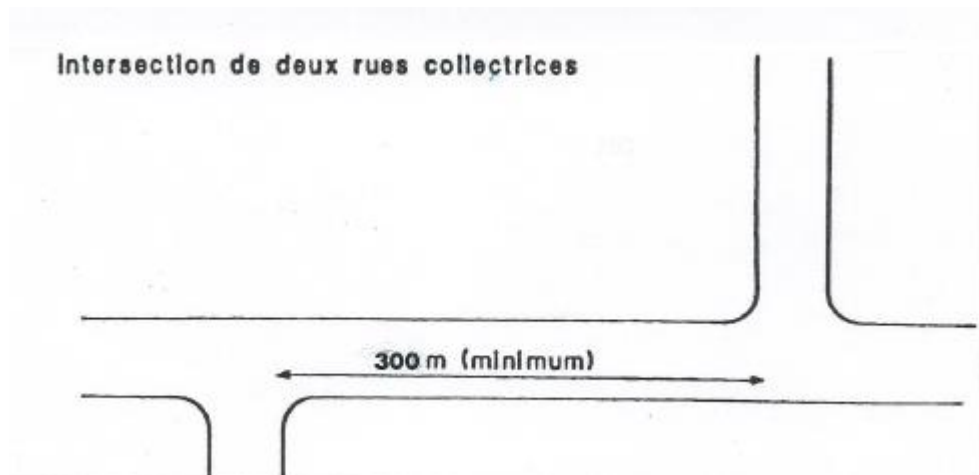 Intersection de deux rues collectrices
300 m (minimum)